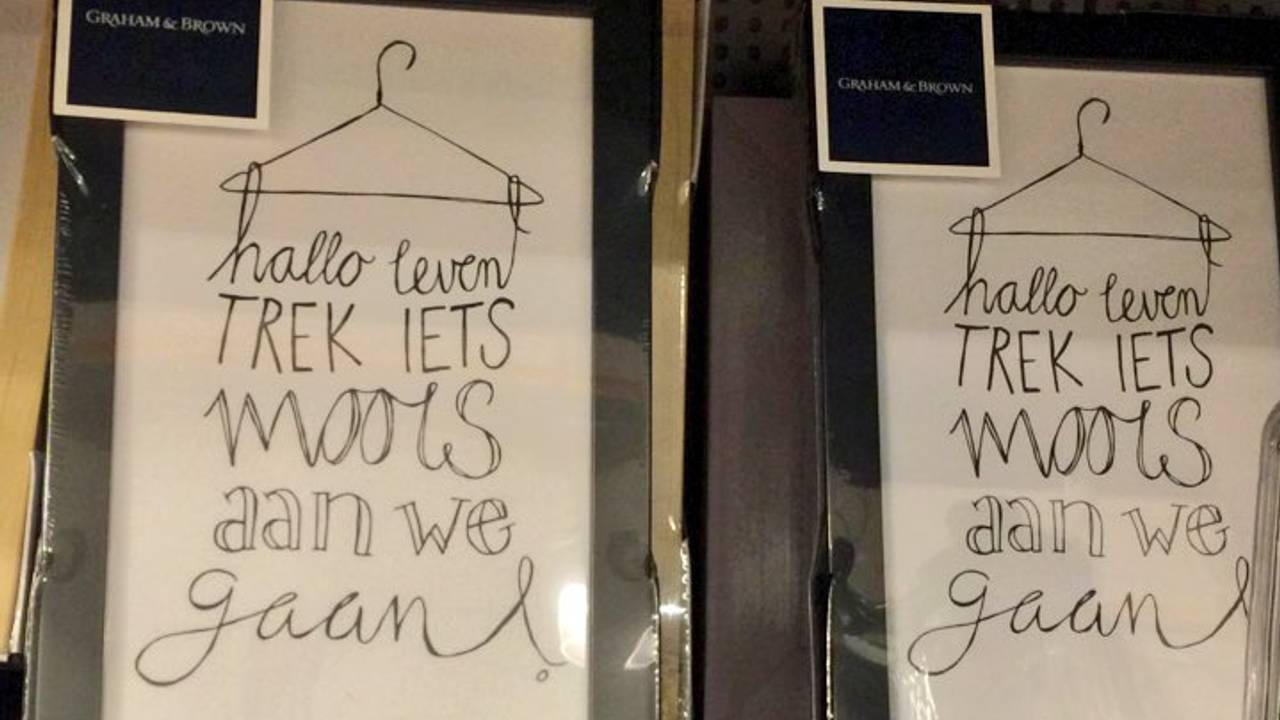 GRAHAM & BROWN
hallo leven
TREK IETS
moois
aan we
gaan!
GRAHAM & BROWN
hallo leven
TREK IETS
moois
aan we
gaan!